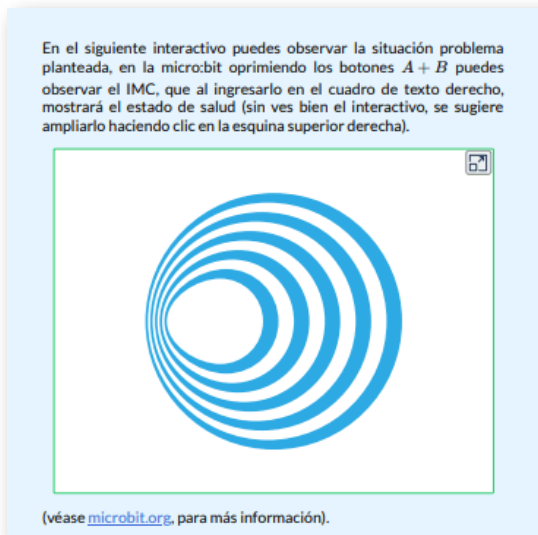 En el siguiente interactivo puedes observar la situación problema
planteada, en la micro:bit oprimiendo los botones A + B puedes
observar el IMC, que al ingresarlo en el cuadro de texto derecho,
mostrará el estado de salud (sin ves bien el interactivo, se sugiere
ampliarlo haciendo clic en la esquina superior derecha).
(véase microbit.org, para más información).